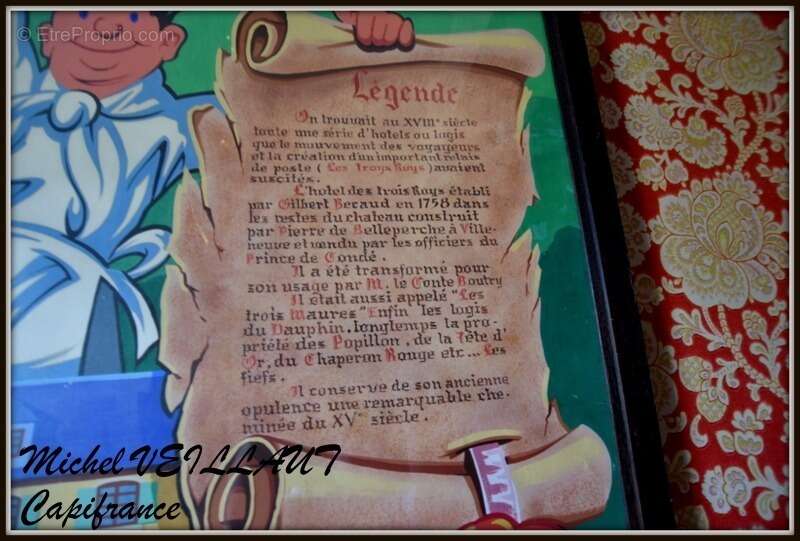 © EtreProprio.com
Légende
On trouvait au XVIIIe siècle
toute une série d'hotels ou logis
que le mouvement des voyageurs
et la création d'un important relais
de poste ( Les Troys Roys ) avaient
suscités.
L'hotel des trois Roys établi
par Gilbert Becaud en 1758 dans
les restes du chateau construit
par Pierre de Belleperche à Ville-
neuve et vendu par les officiers du
Prince de Condé.
Il a été transformé pour
son usage par M. le Conte Boutry
Il était aussi appelé "Les
trois Maures" Enfin les logis
du Dauphin, longtemps la pro-
priété des Popillon, de la Tête d'
Or, du Chaperon Rouge etc... Les
fiefs.
Il conserve de son ancienne
opulence une remarquable che-
minée du XVe siècle.
Michel VEILLAUT
Capifrance